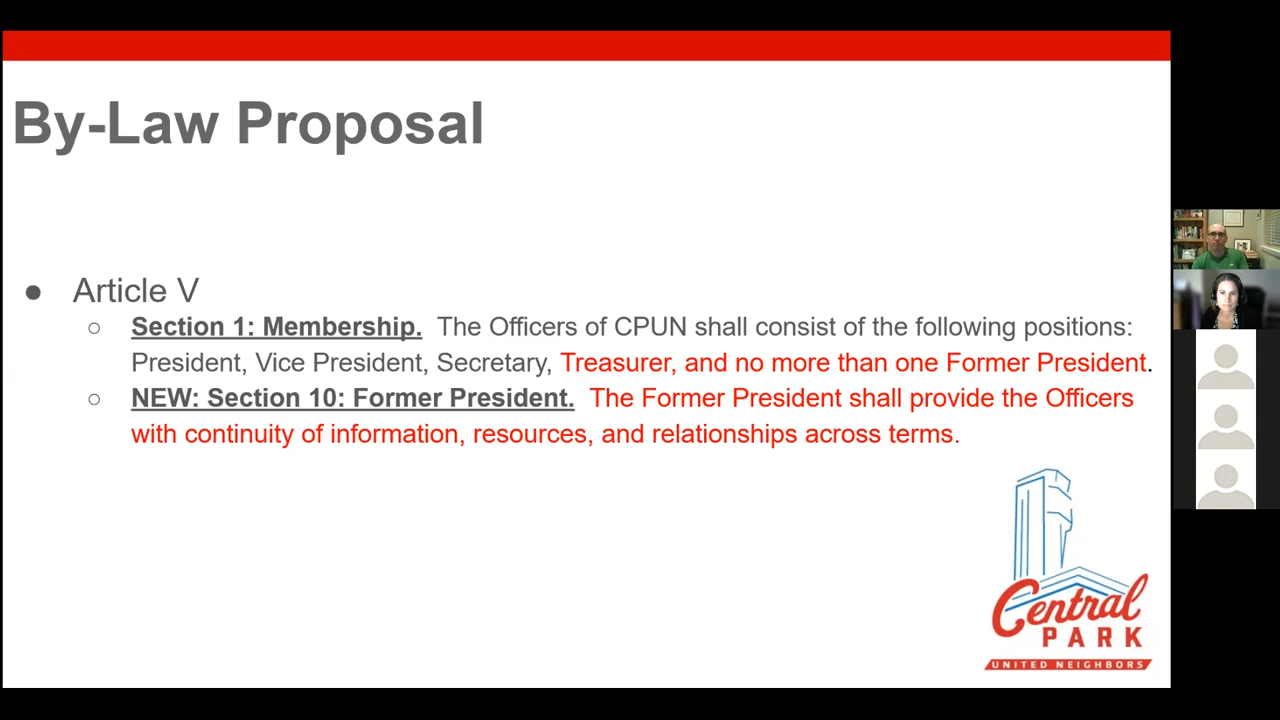 By-Law Proposal
● Article V
○ Section 1: Membership. The Officers of CPUN shall consist of the following positions:
President, Vice President, Secretary, Treasurer, and no more than one Former President.
○ NEW: Section 10: Former President. The Former President shall provide the Officers
with continuity of information, resources, and relationships across terms.
Central
PARK
UNITED NEIGHBORS